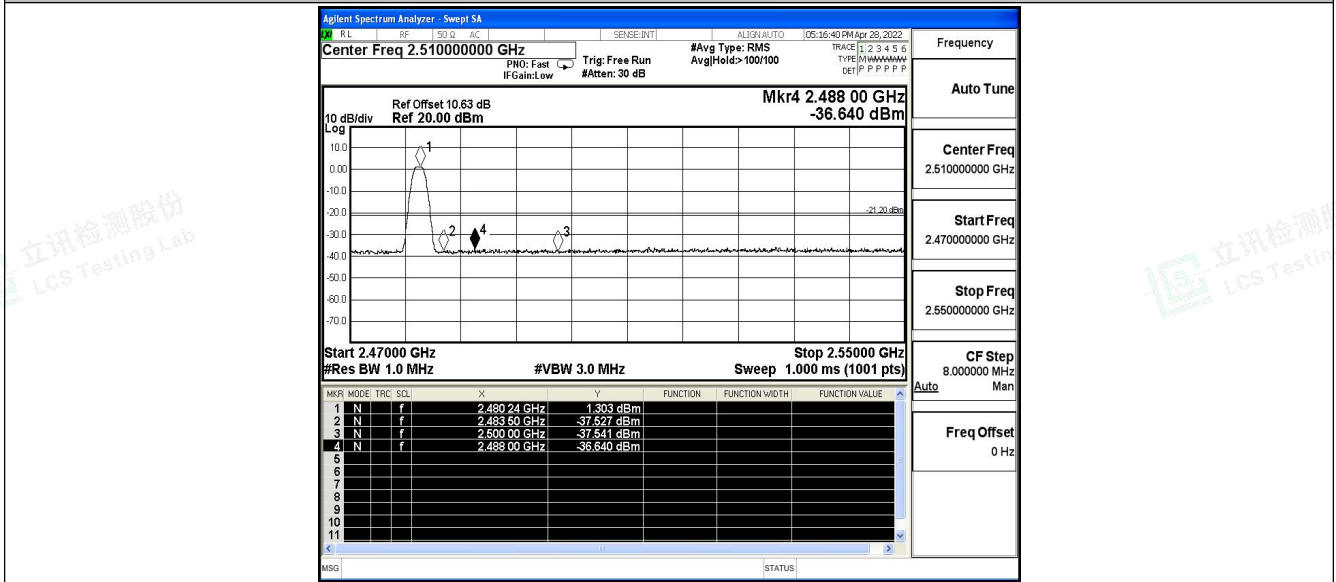 Agilent Spectrum Analyzer - Swept SA
LXI RL RF 50 Ω AC SENSE:INT ALIGN AUTO 05:16:40 PM Apr 28, 2022
Center Freq 2.510000000 GHz
PNO: Fast
IFGain:Low
Trig: Free Run
#Atten: 30 dB
#Avg Type: RMS
Avg|Hold:>100/100
TRACE 1 2 3 4 5 6
TYPE MWWWWW
DET P P P P P P
Ref Offset 10.63 dB
10 dB/div Ref 20.00 dBm
Log
Mkr4 2.488 00 GHz
-36.640 dBm
10.0
0.00
-10.0
-20.0
-30.0
-40.0
-50.0
-60.0
-70.0
1
2
4
3
-21.20 dBm
Start 2.47000 GHz Stop 2.55000 GHz
#Res BW 1.0 MHz #VBW 3.0 MHz Sweep 1.000 ms (1001 pts)
MKR MODE TRC SCL X Y FUNCTION FUNCTION WIDTH FUNCTION VALUE
1 N f 2.480 24 GHz 1.303 dBm
2 N f 2.483 50 GHz -37.527 dBm
3 N f 2.500 00 GHz -37.541 dBm
4 N f 2.488 00 GHz -36.640 dBm
5
6
7
8
9
10
11
MSG STATUS
Frequency
Auto Tune
Center Freq
2.510000000 GHz
Start Freq
2.470000000 GHz
Stop Freq
2.550000000 GHz
CF Step
8.000000 MHz
Auto Man
Freq Offset
0 Hz
立讯检测股份
LCS Testing Lab
LCS
立讯检测股
LCS Testin